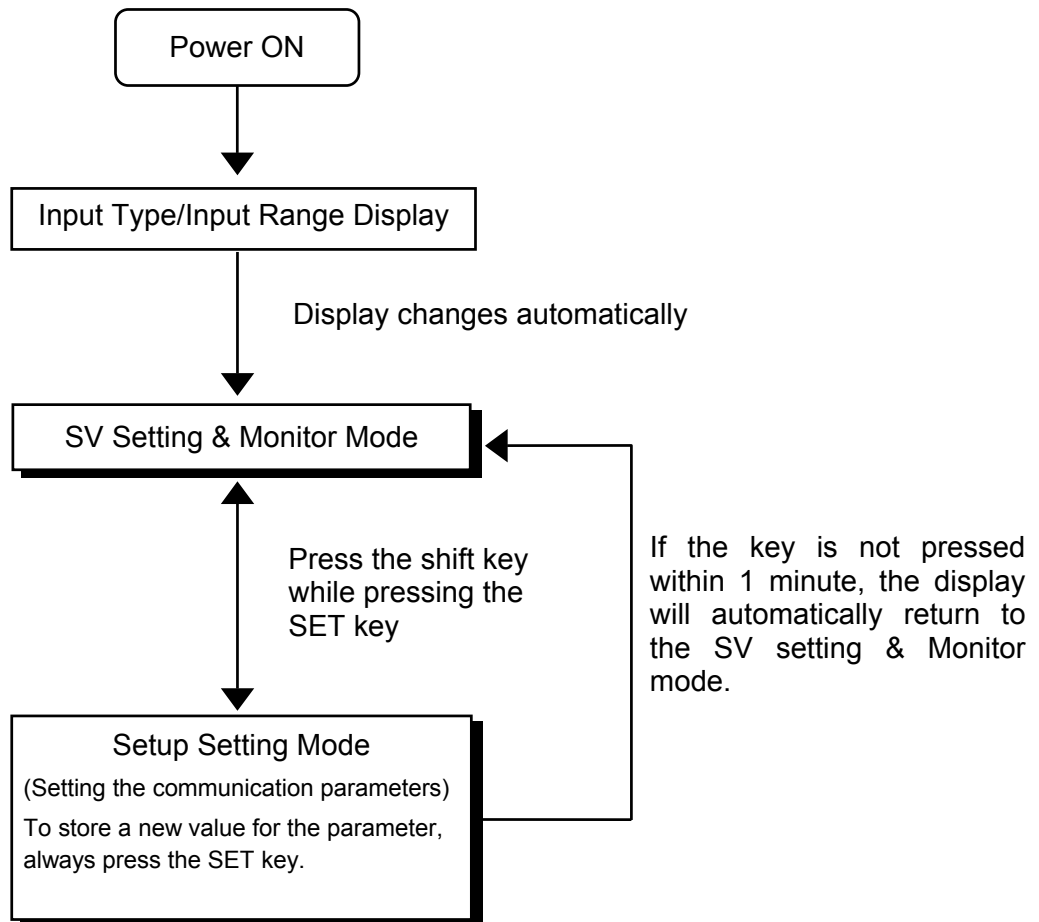 Power ON
Input Type/Input Range Display
Display changes automatically
SV Setting & Monitor Mode
Press the shift key
while pressing the
SET key
If the key is not pressed
within 1 minute, the display
will automatically return to
the SV setting & Monitor
mode.
Setup Setting Mode
(Setting the communication parameters)
To store a new value for the parameter,
always press the SET key.